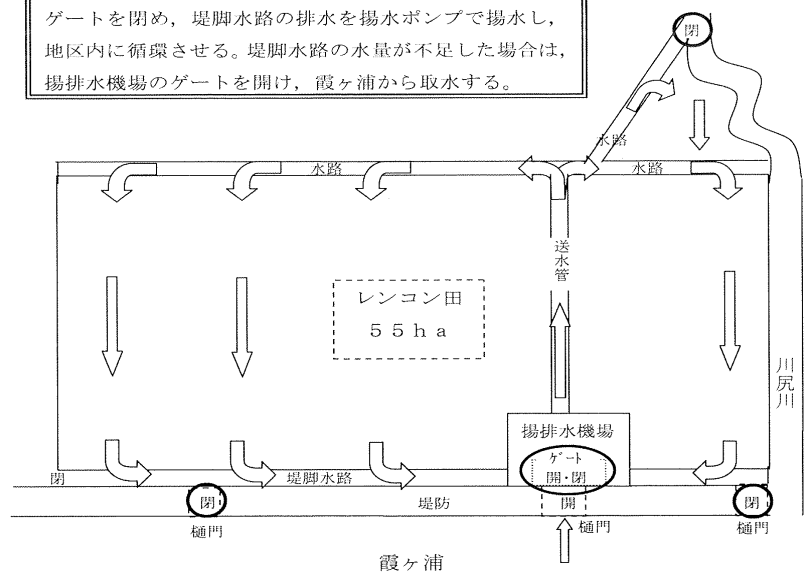 ゲートを閉め，堤脚水路の排水を揚水ポンプで揚水し，
地区内に循環させる。堤脚水路の水量が不足した場合は，
揚排水機場のゲートを開け，霞ヶ浦から取水する。
閉
水路
水路
水路
送水管
レンコン田
５５ｈａ
川尻川
揚排水機場
ゲート
開・閉
閉
堤脚水路
閉
堤防
開
閉
樋門
樋門
樋門
霞ヶ浦